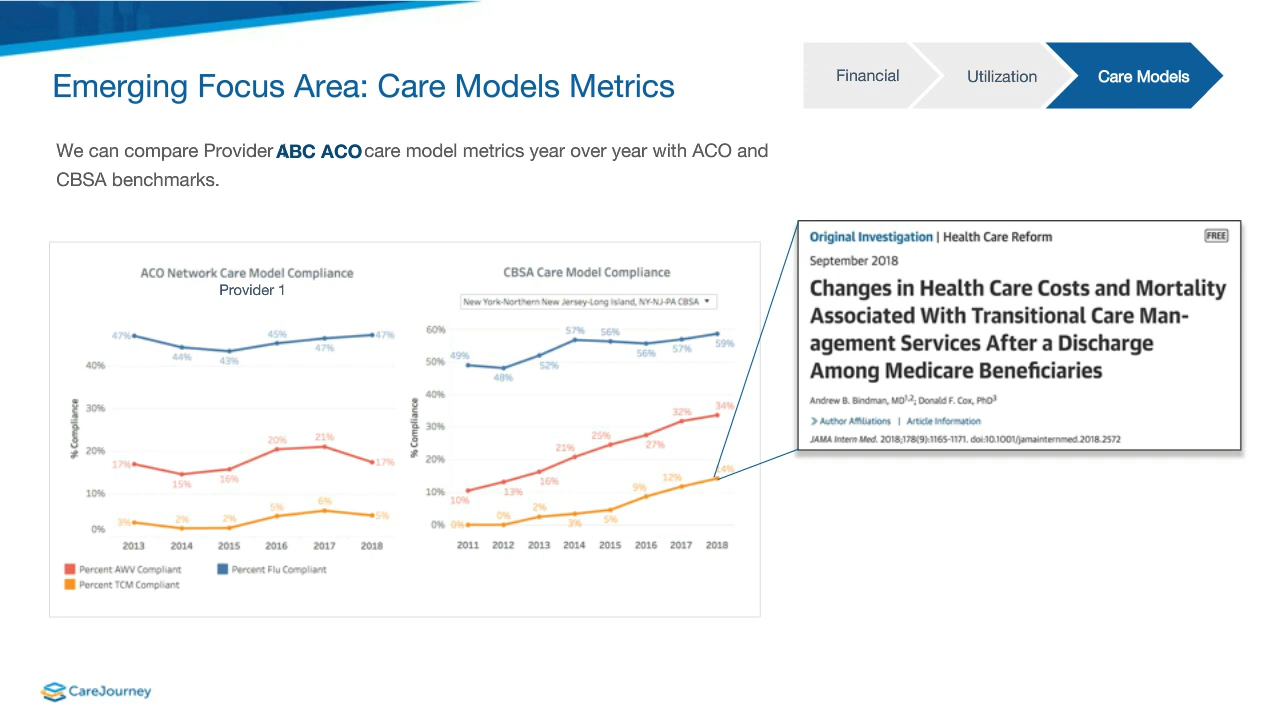 Financial
Utilization
Care Models
Emerging Focus Area: Care Models Metrics
We can compare Provider ABC ACO care model metrics year over year with ACO and
CBSA benchmarks.
ACO Network Care Model Compliance
Provider 1
% Compliance
40%
30%
20%
10%
0%
47%
44%
43%
45%
47%
47%
17%
15%
16%
20%
21%
17%
3%
2%
2%
5%
6%
5%
2013 2014 2015 2016 2017 2018
Percent AWV Compliant
Percent Flu Compliant
Percent TCM Compliant
CBSA Care Model Compliance
New York-Northern New Jersey-Long Island, NY-NJ-PA CBSA
% Compliance
60%
50%
40%
30%
20%
10%
0%
49%
48%
52%
57%
56%
56%
57%
59%
10%
13%
16%
21%
25%
27%
32%
34%
0%
0%
2%
3%
5%
9%
12%
14%
2011 2012 2013 2014 2015 2016 2017 2018
Original Investigation | Health Care Reform
FREE
September 2018
Changes in Health Care Costs and Mortality
Associated With Transitional Care Man-
agement Services After a Discharge
Among Medicare Beneficiaries
Andrew B. Bindman, MD1,2; Donald F. Cox, PhD3
Author Affiliations | Article Information
JAMA Intern Med. 2018;178(9):1165-1171. doi:10.1001/jamainternmed.2018.2572
CareJourney